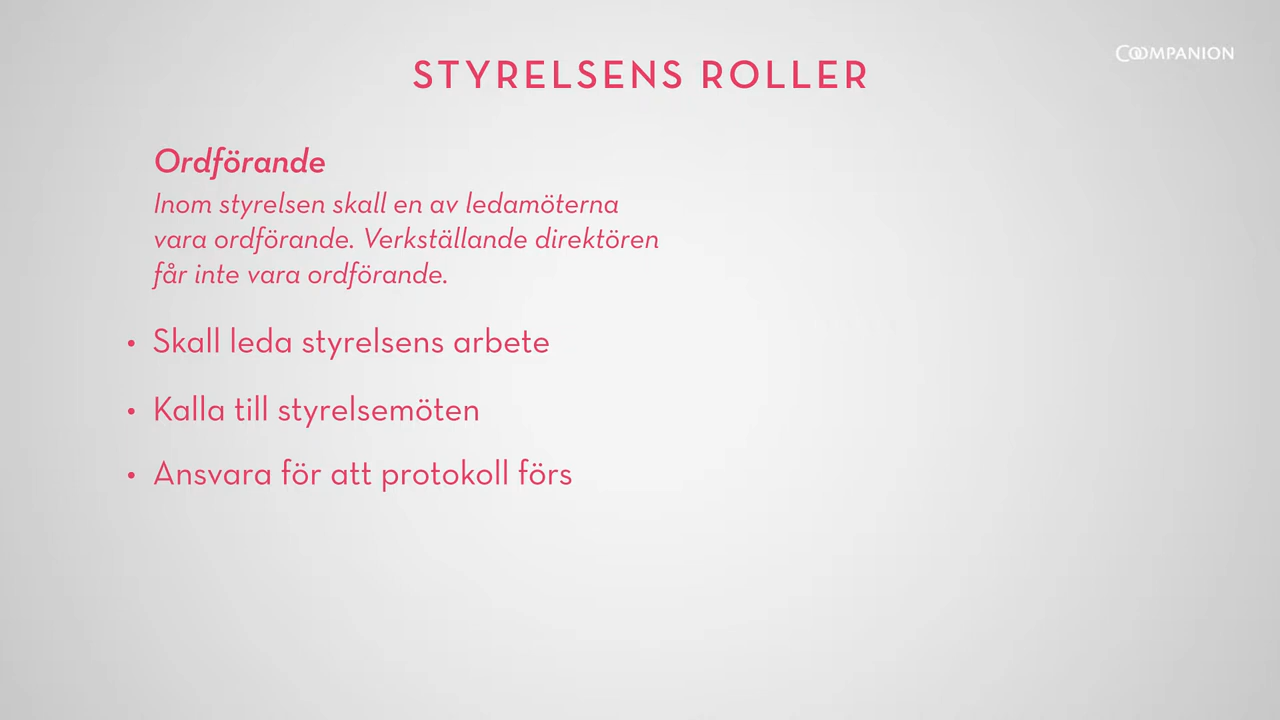 STYRELSENS ROLLER
COOMPANION
Ordförande
Inom styrelsen skall en av ledamöterna
vara ordförande. Verkställande direktören
får inte vara ordförande.
• Skall leda styrelsens arbete
• Kalla till styrelsemöten
• Ansvara för att protokoll förs